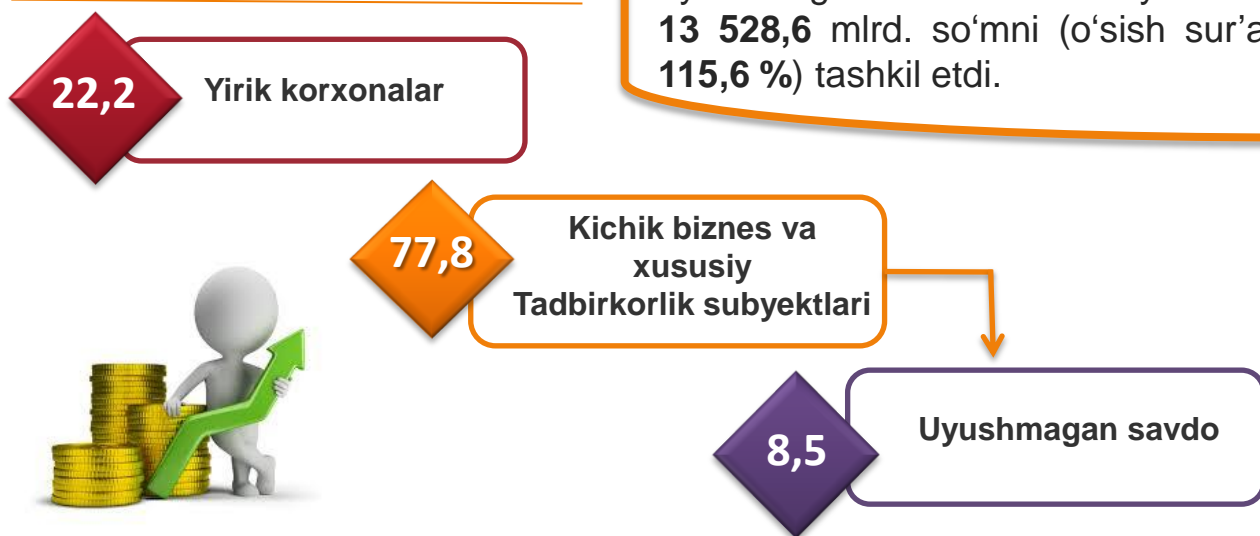 13 528,6 mlrd. so‘mni (o‘sish sur’a
115,6 %) tashkil etdi.
22,2
Yirik korxonalar
77,8
Kichik biznes va
xususiy
Tadbirkorlik subyektlari
8,5
Uyushmagan savdo